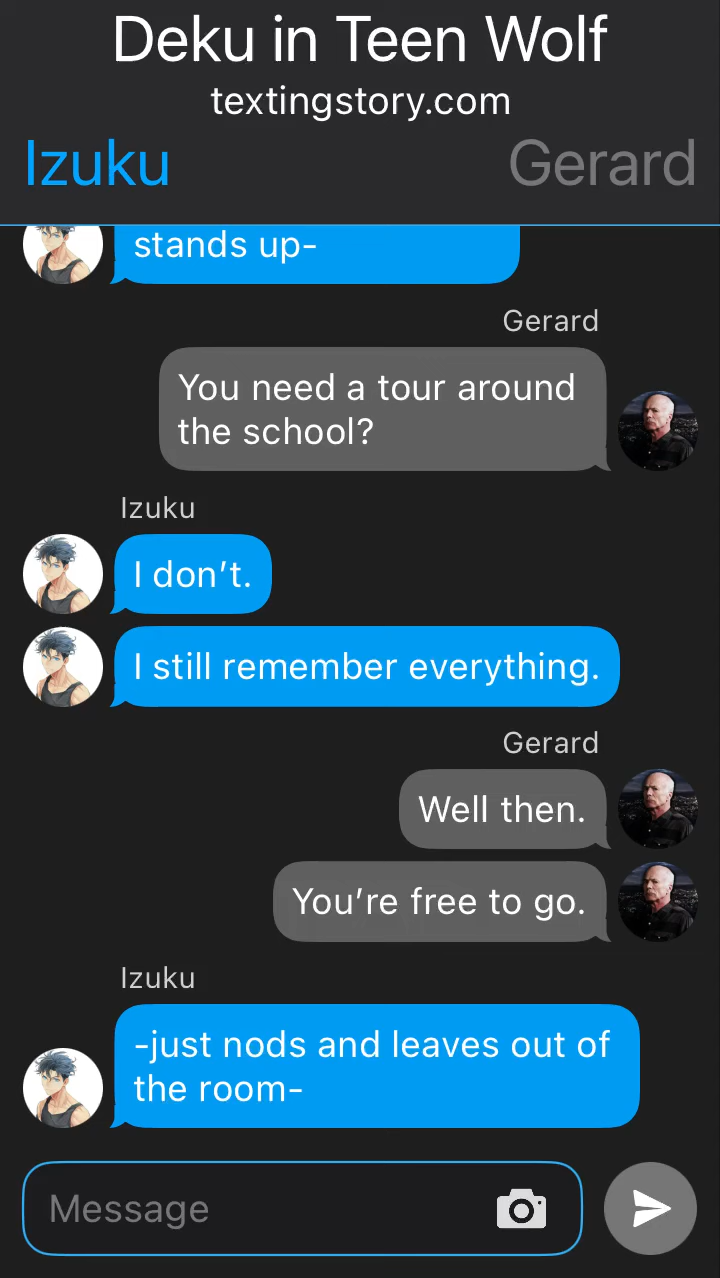 Deku in Teen Wolf
textingstory.com
Izuku
Gerard
stands up-
Gerard
You need a tour around
the school?
Izuku
I don’t.
I still remember everything.
Gerard
Well then.
You’re free to go.
Izuku
-just nods and leaves out of
the room-
Message